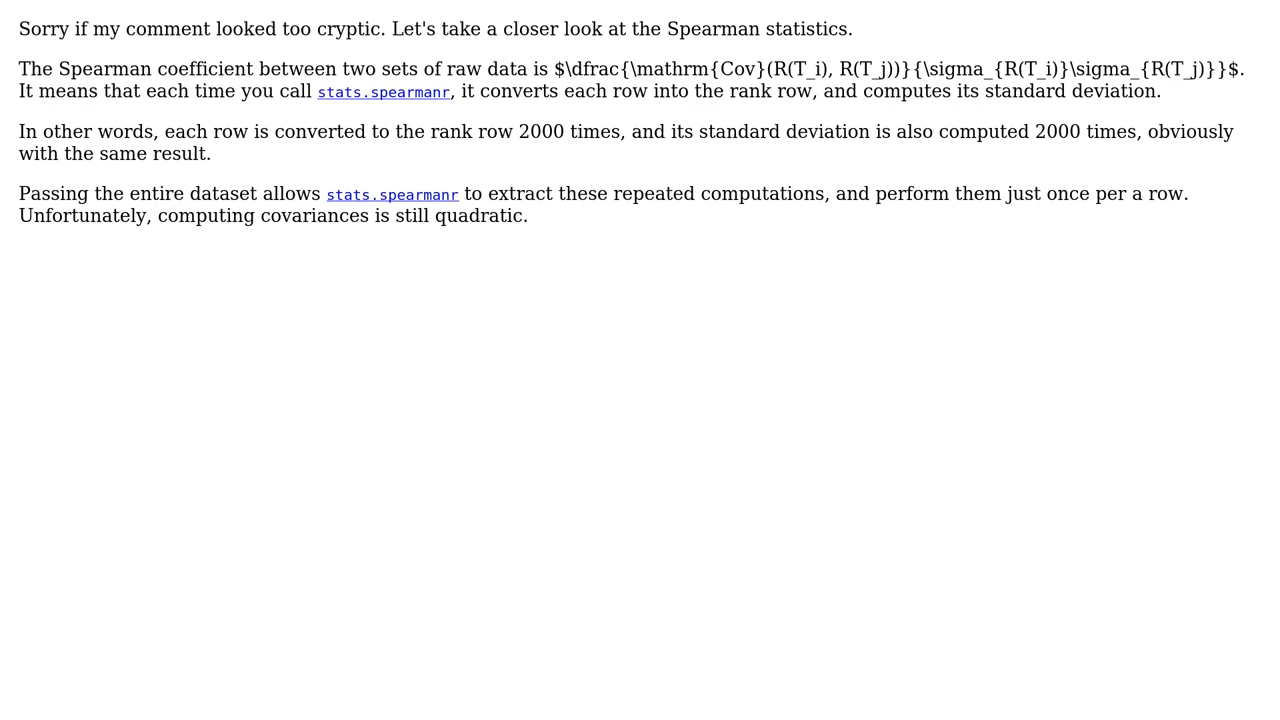 Sorry if my comment looked too cryptic. Let's take a closer look at the Spearman statistics.
The Spearman coefficient between two sets of raw data is $\dfrac{\mathrm{Cov}(R(T_i), R(T_j))}{\sigma_{R(T_i)}\sigma_{R(T_j)}}$.
It means that each time you call stats.spearmanr, it converts each row into the rank row, and computes its standard deviation.
In other words, each row is converted to the rank row 2000 times, and its standard deviation is also computed 2000 times, obviously
with the same result.
Passing the entire dataset allows stats.spearmanr to extract these repeated computations, and perform them just once per a row.
Unfortunately, computing covariances is still quadratic.